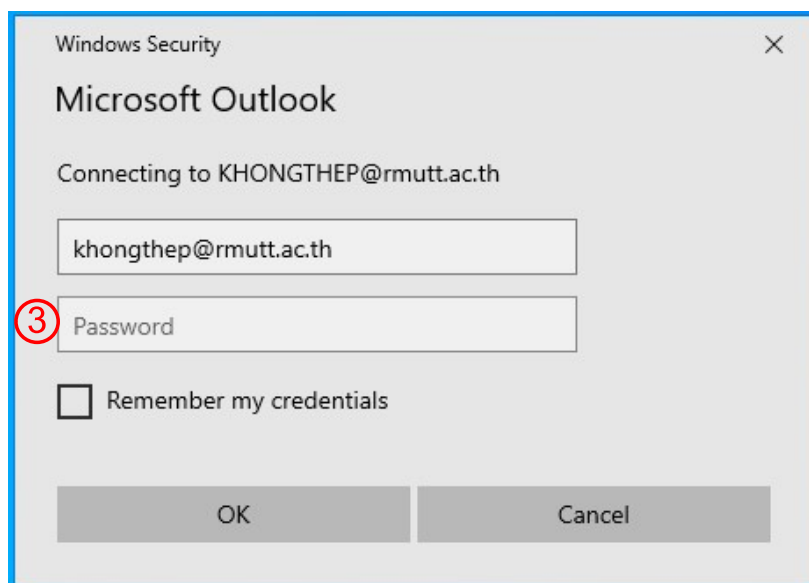 Windows Security
Microsoft Outlook
Connecting to KHONGTHEP@rmutt.ac.th
khongthep@rmutt.ac.th
3 Password
Remember my credentials
OK Cancel